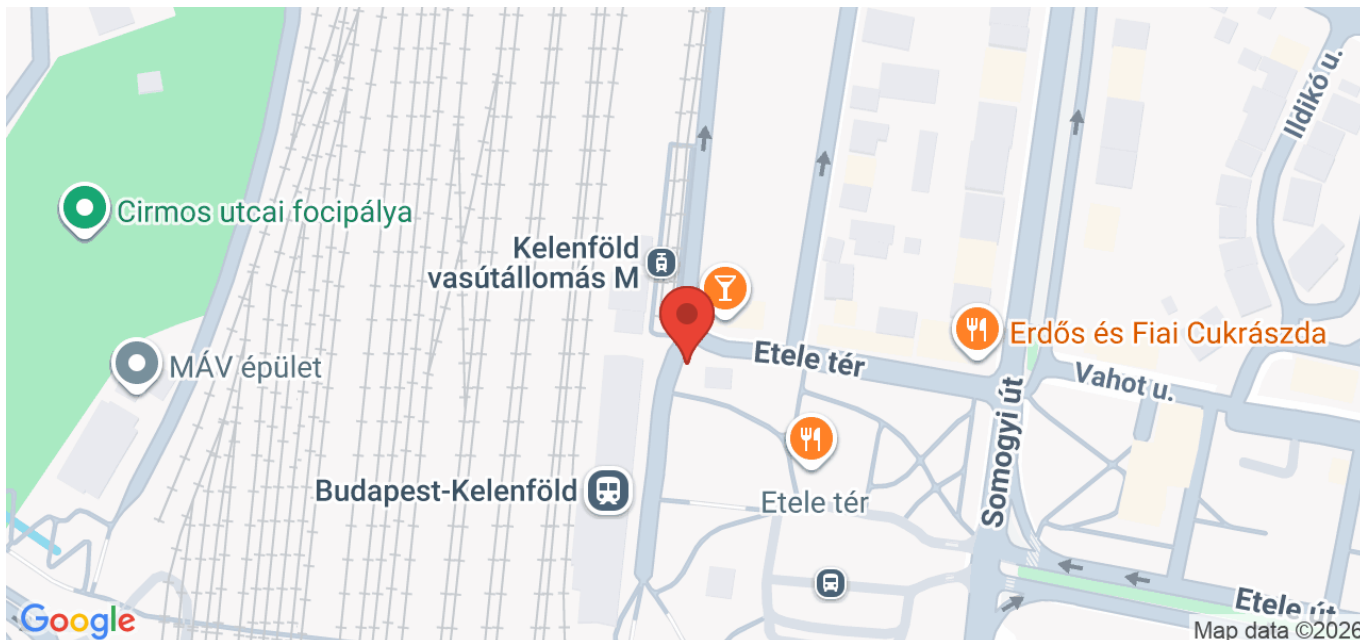 Ildikó u.
Cirmos utcai focipálya
Kelenföld
vasútállomás M
Erdős és Fiai Cukrászda
Etele tér
MÁV épület
Vahot u.
Somogyi út
Budapest-Kelenföld
Etele tér
Etele út
Google
Map data ©2026